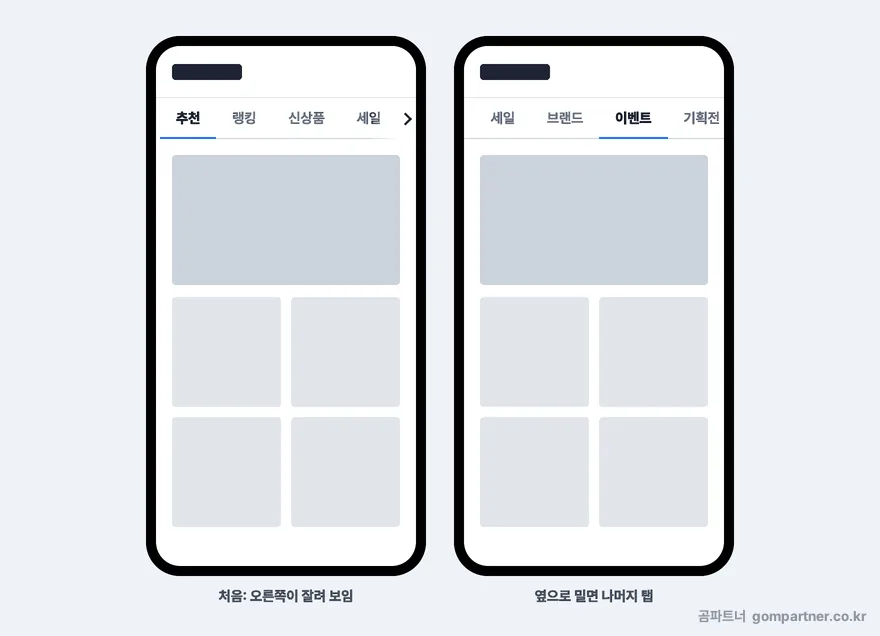 추천 랭킹 신상품 세일
세일 브랜드 이벤트 기획전
처음: 오른쪽이 잘려 보임
옆으로 밀면 나머지 탭
곰파트너 gompartner.co.kr